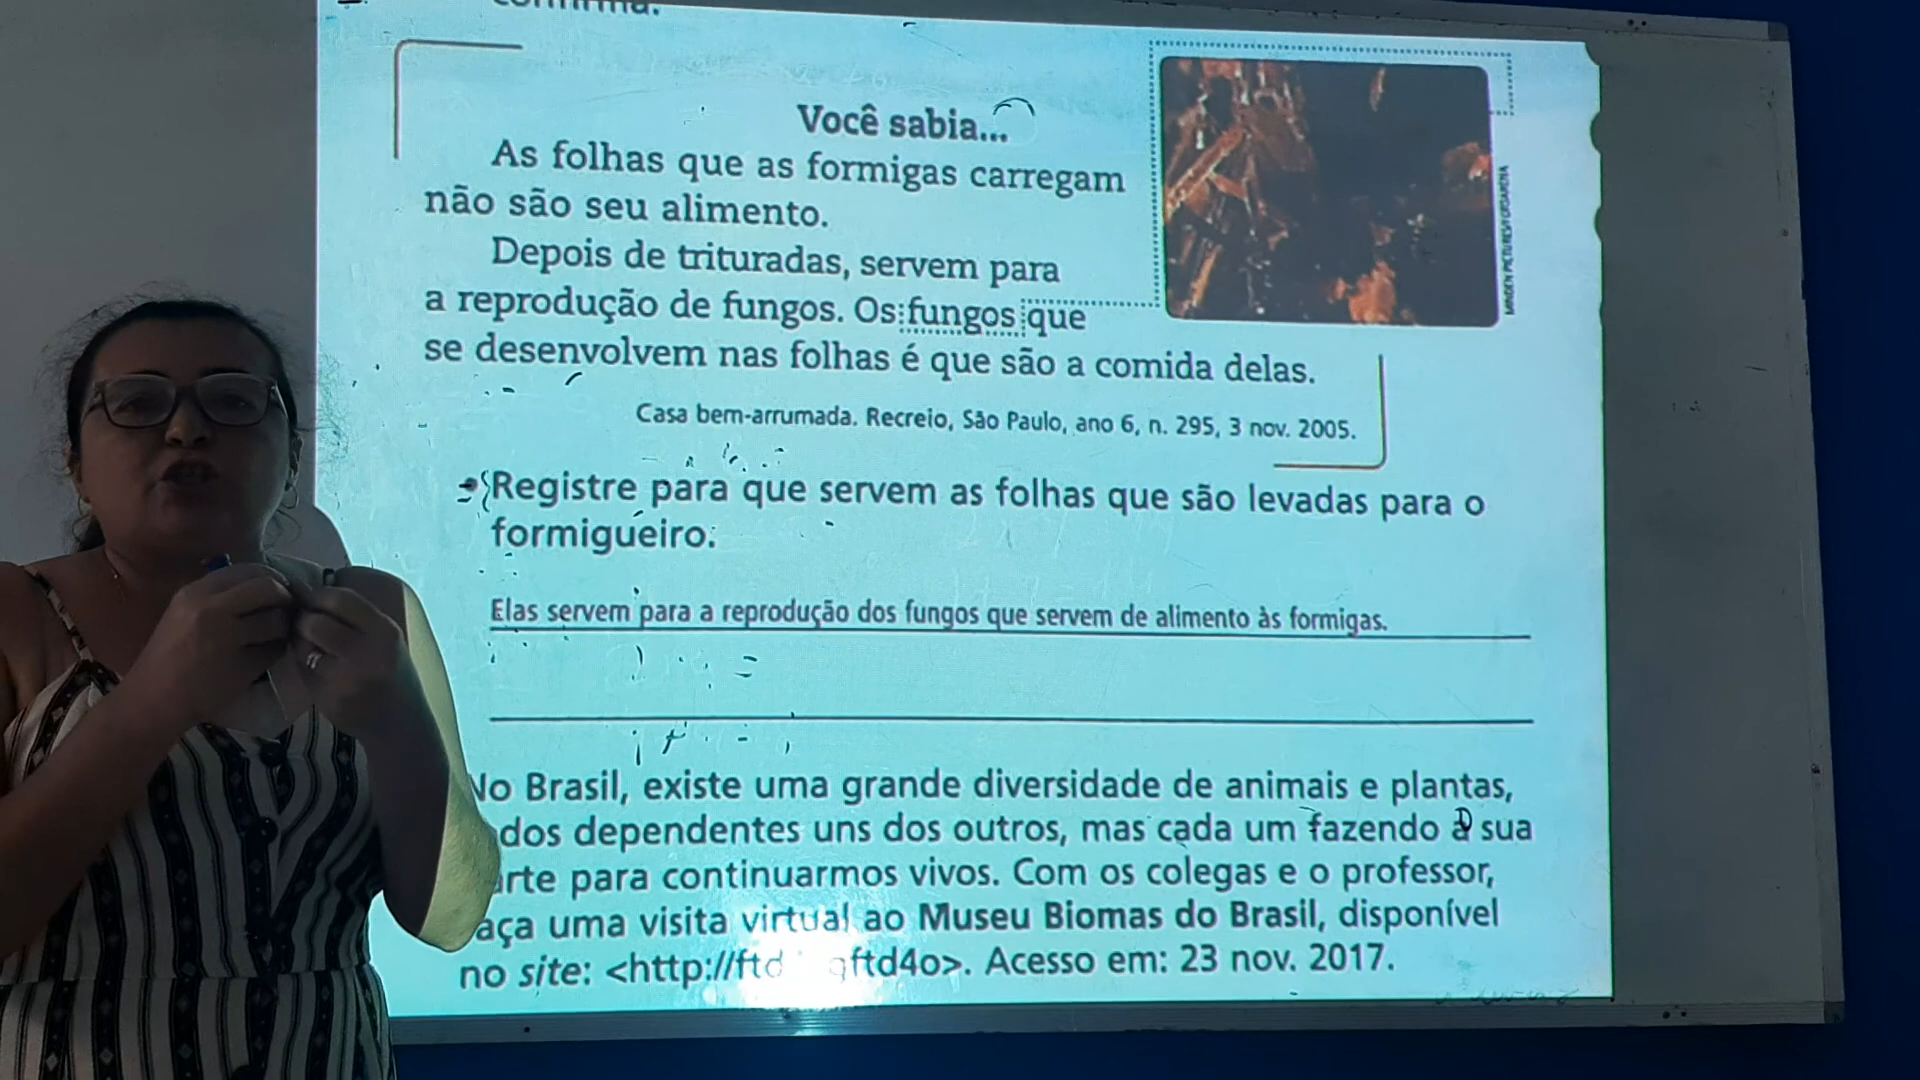 Você sabia...
As folhas que as formigas carregam
não são seu alimento.
Depois de trituradas, servem para
a reprodução de fungos. Os fungos que
se desenvolvem nas folhas é que são a comida delas.
Casa bem-arrumada. Recreio, São Paulo, ano 6, n. 295, 3 nov. 2005.
Registre para que servem as folhas que são levadas para o
formigueiro.
Elas servem para a reprodução dos fungos que servem de alimento às formigas.
No Brasil, existe uma grande diversidade de animais e plantas,
dos dependentes uns dos outros, mas cada um fazendo a sua
arte para continuarmos vivos. Com os colegas e o professor,
aça uma visita virtual ao Museu Biomas do Brasil, disponível
no site: <http://ftd qftd4o>. Acesso em: 23 nov. 2017.